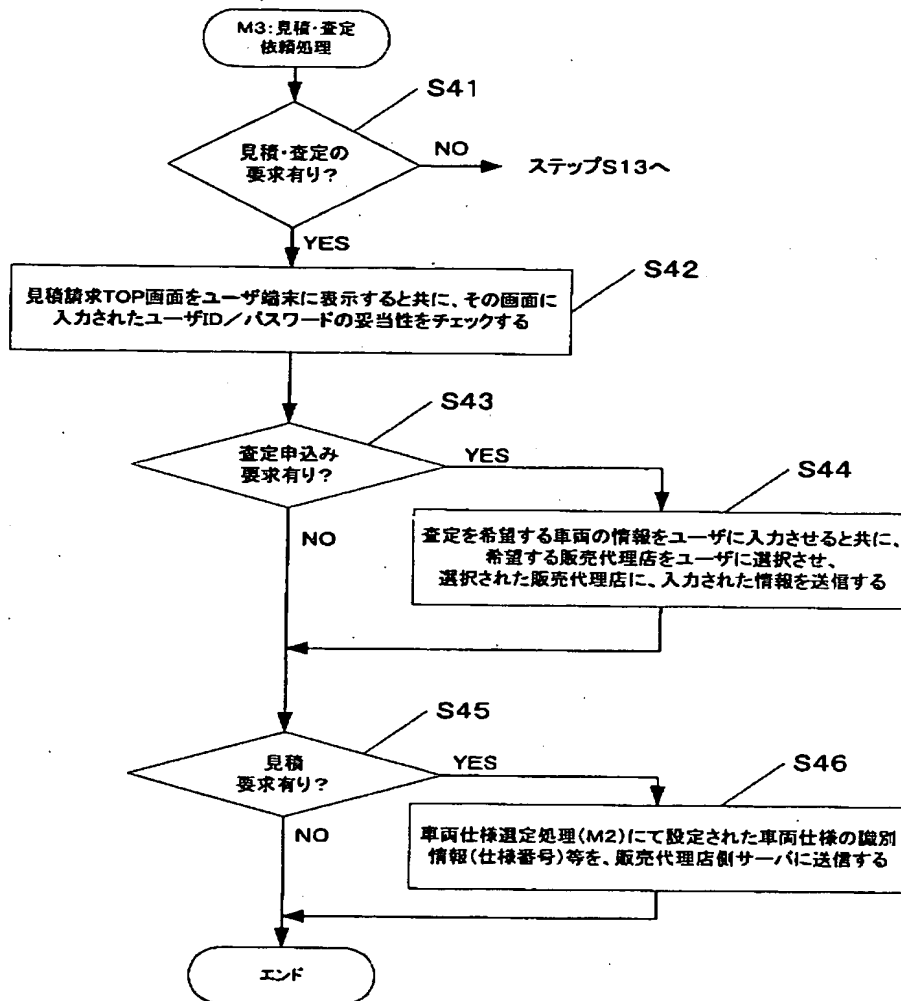 M3:見積・査定
依頼処理
S41
見積・査定の
要求有り？
NO
ステップS13へ
YES
S42
見積請求TOP画面をユーザ端末に表示すると共に、その画面に
入力されたユーザID／パスワードの妥当性をチェックする
S43
査定申込み
要求有り？
YES
S44
NO
査定を希望する車両の情報をユーザに入力させると共に、
希望する販売代理店をユーザに選択させ、
選択された販売代理店に、入力された情報を送信する
S45
見積
要求有り？
YES
S46
NO
車両仕様選定処理(M2)にて設定された車両仕様の識別
情報(仕様番号)等を、販売代理店側サーバに送信する
エンド